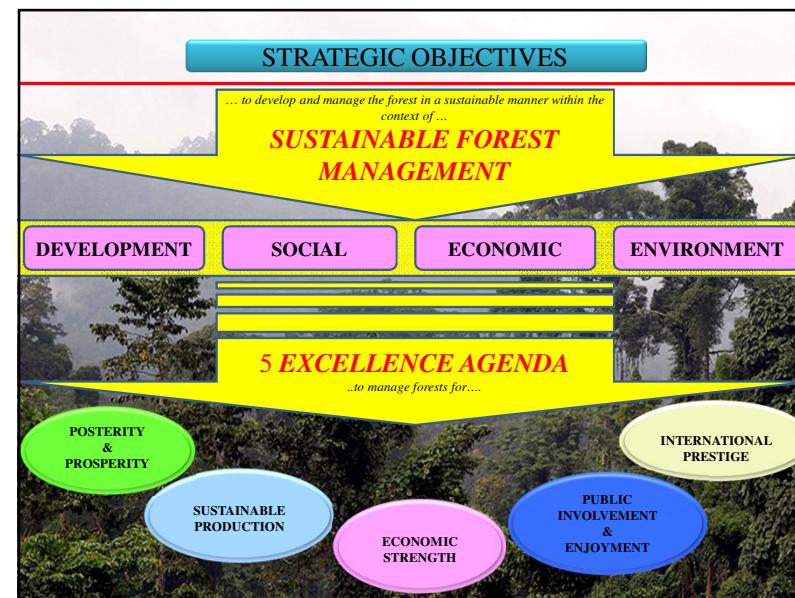 STRATEGIC OBJECTIVES
… to develop and manage the forest in a sustainable manner within the
context of …
SUSTAINABLE FOREST
MANAGEMENT
DEVELOPMENT
SOCIAL
ECONOMIC
ENVIRONMENT
5 EXCELLENCE AGENDA
..to manage forests for….
POSTERITY
&
PROSPERITY
SUSTAINABLE
PRODUCTION
ECONOMIC
STRENGTH
PUBLIC
INVOLVEMENT
&
ENJOYMENT
INTERNATIONAL
PRESTIGE